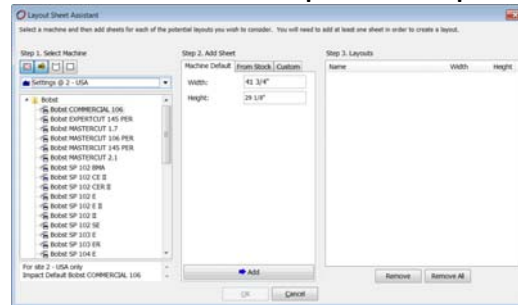 Layout Sheet Assistant
Select a machine and then add sheets for each of the potential layouts you wish to consider. You will need to add at least one sheet in order to create a layout.
Step 1. Select Machine
Step 2. Add Sheet
Step 3. Layouts
Machine Default
From Stock
Custom
Name
Width
Height
Settings @ 2 - USA
Width:
41 3/4"
Height:
29 1/8"
Bobst
Bobst COMMERCIAL 106
Bobst EXPERTCUT 145 PER
Bobst MASTERCUT 1.7
Bobst MASTERCUT 106 PER
Bobst MASTERCUT 145 PER
Bobst MASTERCUT 2.1
Bobst SP 102 BMA
Bobst SP 102 CE II
Bobst SP 102 CER II
Bobst SP 102 E
Bobst SP 102 E II
Bobst SP 102 II
Bobst SP 102 SE
Bobst SP 103 E
Bobst SP 103 ER
Bobst SP 104 E
For site 2 - USA only
Impact Default Bobst COMMERCIAL 106
Add
Remove
Remove All
OK
Cancel